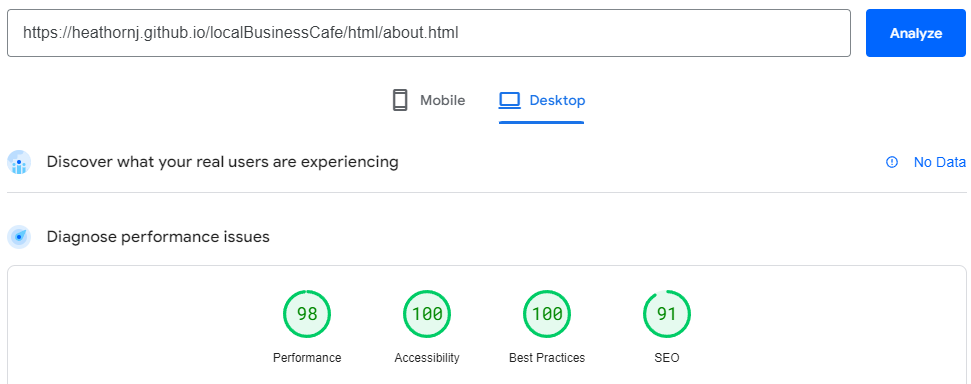 https://heathornj.github.io/localBusinessCafe/html/about.html
Analyze
Mobile
Desktop
Discover what your real users are experiencing
No Data
Diagnose performance issues
98
100
100
91
Performance
Accessibility
Best Practices
SEO